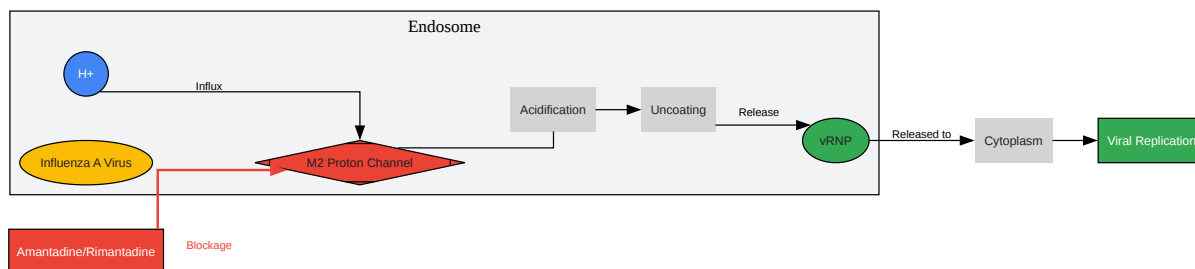 Endosome
H+
Influx
Acidification
Uncoating
Release
vRNP
Released to
Cytoplasm
Viral Replication
Influenza A Virus
M2 Proton Channel
Amantadine/Rimantadine
Blockage